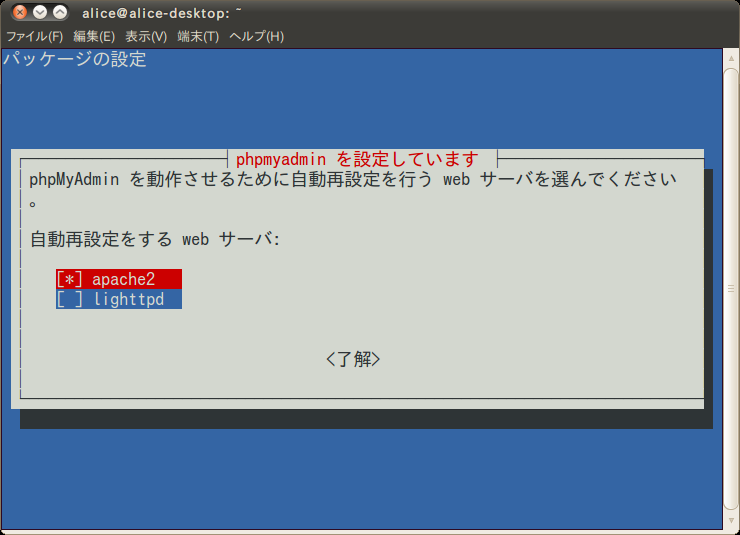 alice@alice-desktop: ~
ファイル(F) 編集(E) 表示(V) 端末(T) ヘルプ(H)
パッケージの設定
phpmyadmin を設定しています
phpMyAdmin を動作させるために自動再設定を行う web サーバを選んでください
。
自動再設定をする web サーバ:
[*] apache2
[ ] lighttpd
<了解>